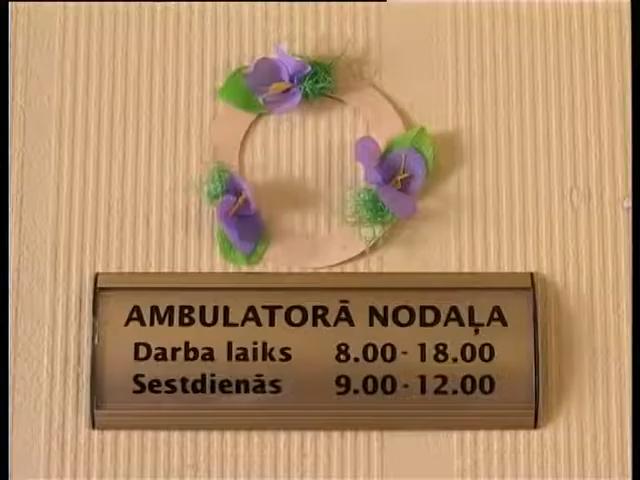 AMBULATORĀ NODAĻA
Darba laiks 8.00-18.00
Sestdienās 9.00-12.00